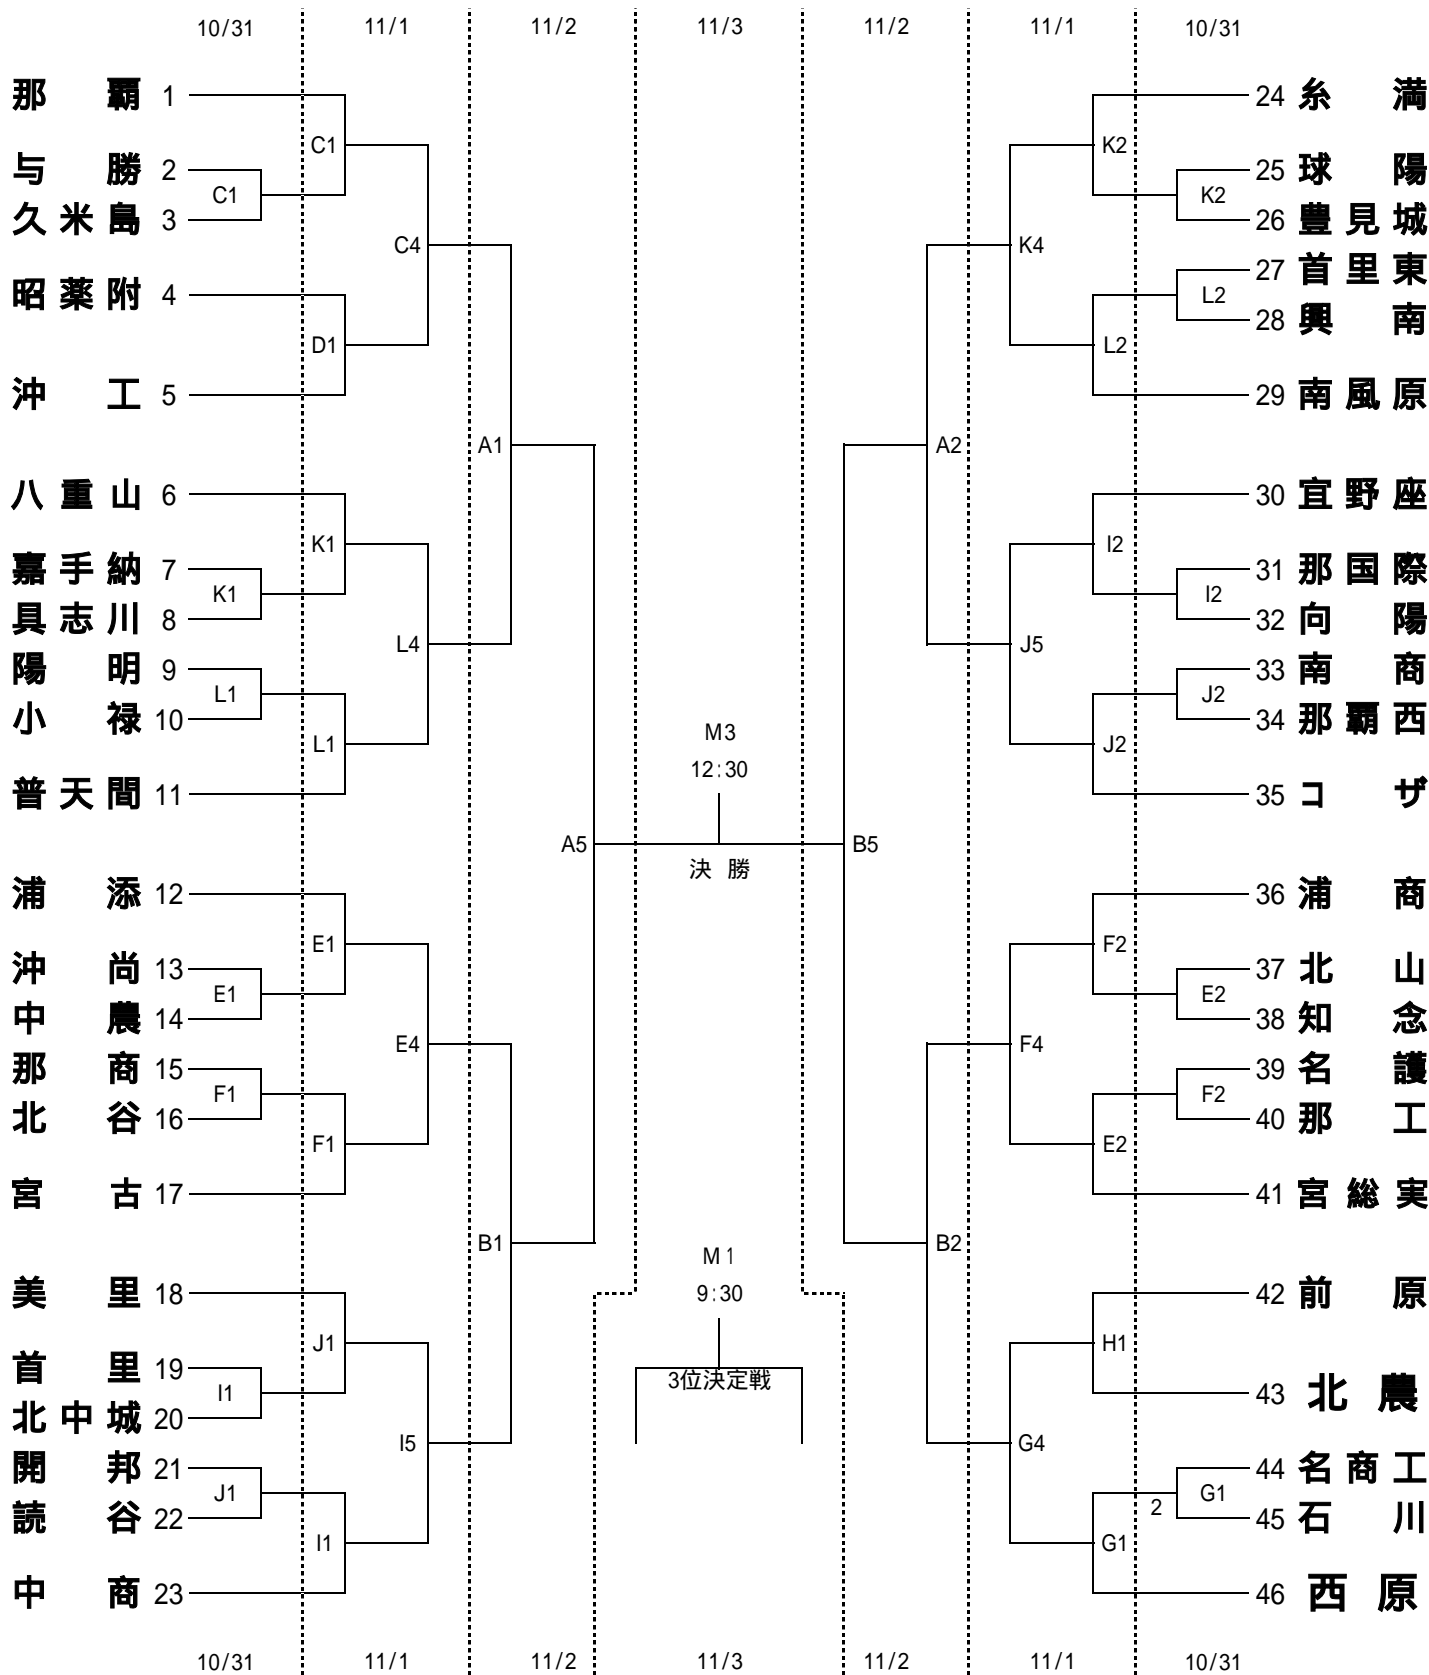 10/31 11/1 11/2 11/3 11/2 11/1 10/31
那覇 1
24 糸満
C1
K2
与勝 2
25 球陽
C1
K2
久米島 3
26 豊見城
C4
K4
27 首里東
昭薬附 4
L2
28 興南
D1
L2
沖工 5
29 南風原
A1
A2
八重山 6
30 宜野座
K1
I2
嘉手納 7
31 那国際
K1
I2
具志川 8
32 向陽
L4
J5
陽明 9
33 南商
L1
J2
小禄 10
34 那覇西
M3
L1
J2
12:30
普天間 11
35 コザ
A5
B5
決勝
浦添 12
36 浦商
E1
F2
沖尚 13
37 北山
E1
E2
中農 14
38 知念
E4
F4
那商 15
39 名護
F1
F2
北谷 16
40 那工
F1
E2
宮古 17
41 宮総実
B1
B2
M1
9:30
美里 18
42 前原
J1
H1
首里 19
3位決定戦
I1
43 北農
北中城 20
I5
G4
開邦 21
44 名商工
J1
2 G1
読谷 22
45 石川
I1
G1
中商 23
46 西原
10/31 11/1 11/2 11/3 11/2 11/1 10/31